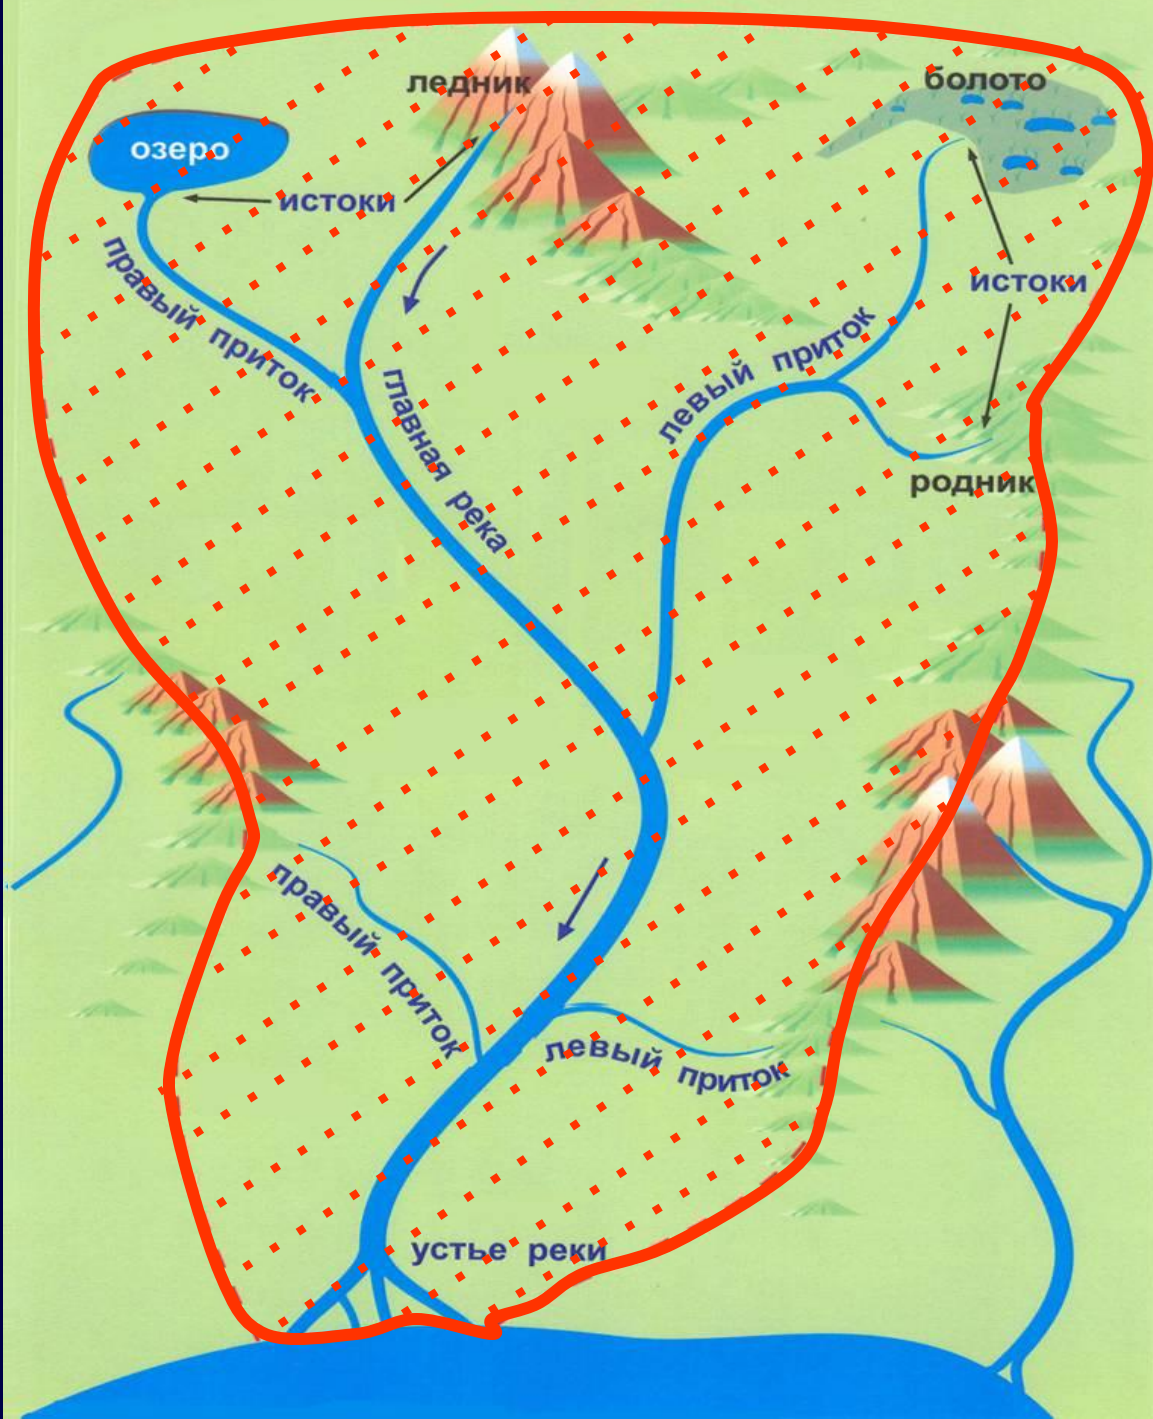 ледник
болото
озеро
истоки
истоки
правый приток
главная река
левый приток
родник
правый приток
левый приток
устье реки